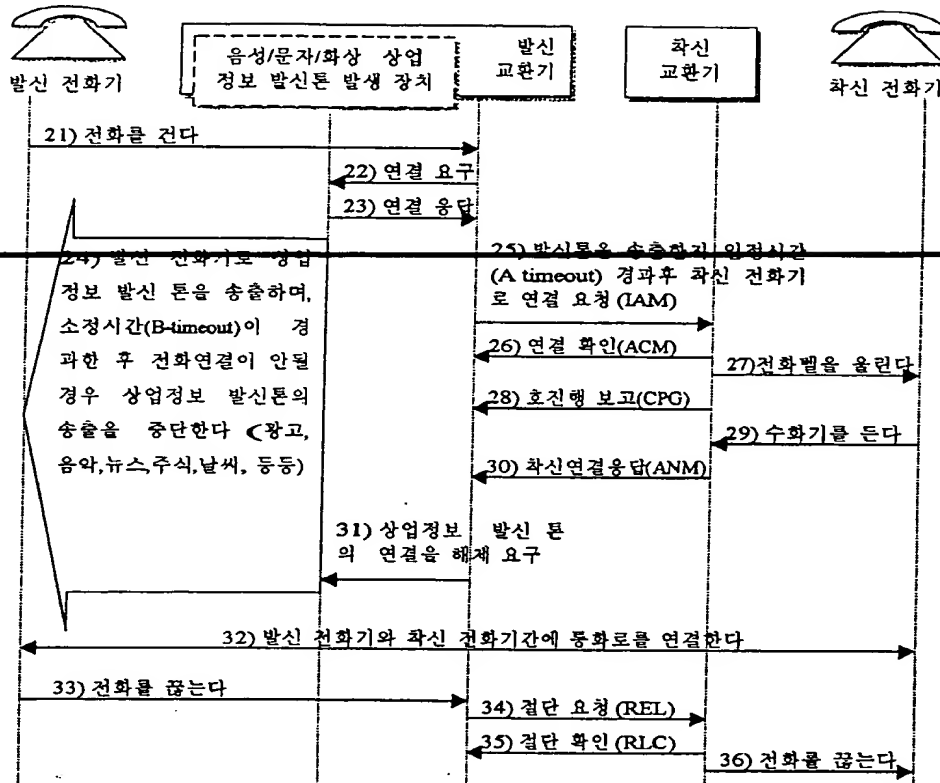 발신 전화기
음성/문자/화상 상업
정보 발신톤 발생 장치
발신
교환기
착신
교환기
착신 전화기
21) 전화를 건다
22) 연결 요구
23) 연결 응답
24) 발신 전화기로 상업
정보 발신 톤을 송출하며,
소정시간(B-timeout)이 경
과한 후 전화연결이 안될
경우 상업정보 발신톤의
송출을 중단한다 (광고,
음악,뉴스,주식,날씨, 등등)
25) 발신톤을 송출한지 일정시간
(A timeout) 경과후 착신 전화기
로 연결 요청(IAM)
26) 연결 확인(ACM)
27)전화벨을 울린다
28) 호진행 보고(CPG)
29) 수화기를 든다
30) 착신연결응답(ANM)
31) 상업정보 발신 톤
의 연결을 해제 요구
32) 발신 전화기와 착신 전화기간에 통화로를 연결한다
33) 전화를 끊는다
34) 절단 요청(REL)
35) 절단 확인(RLC)
36) 전화를 끊는다